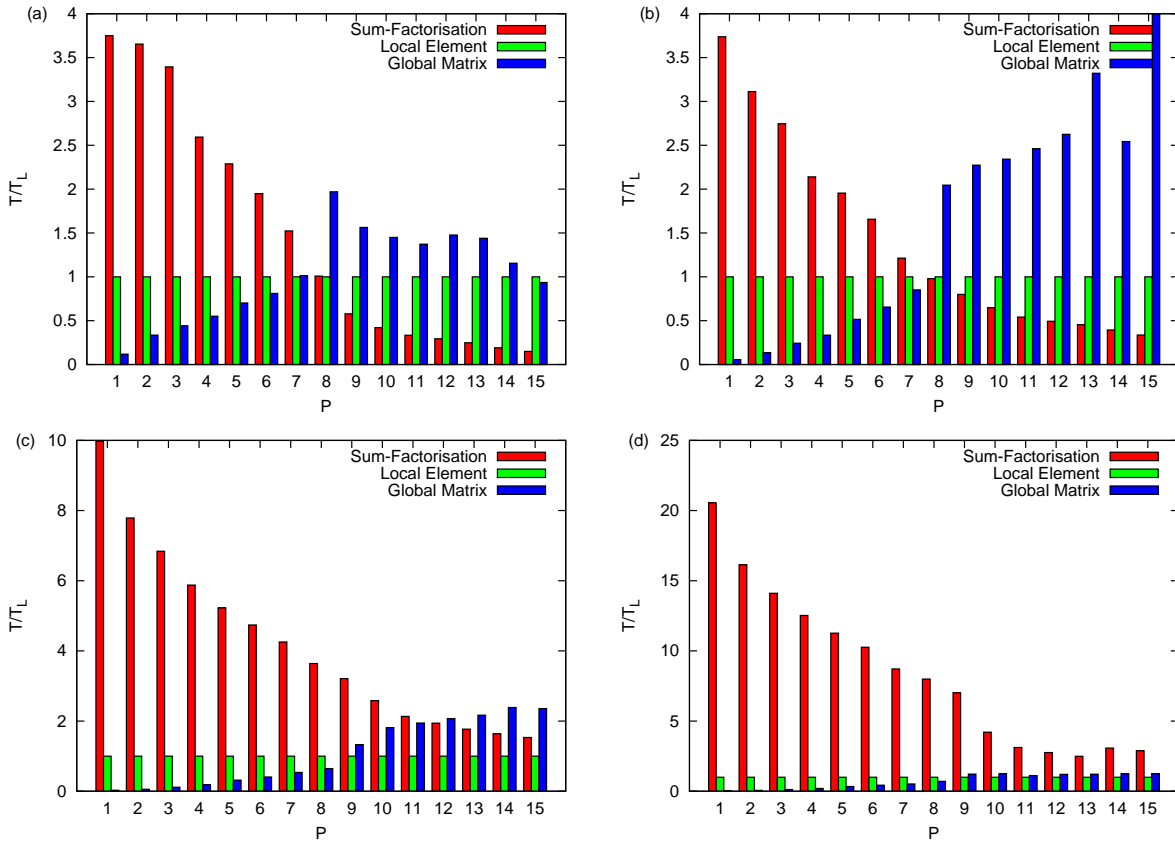 (a)
Sum-Factorisation
Local Element
Global Matrix
4
3.5
3
2.5
2
1.5
1
0.5
0
T/T_L
1 2 3 4 5 6 7 8 9 10 11 12 13 14 15
P
(b)
Sum-Factorisation
Local Element
Global Matrix
4
3.5
3
2.5
2
1.5
1
0.5
0
T/T_L
1 2 3 4 5 6 7 8 9 10 11 12 13 14 15
P
(c)
Sum-Factorisation
Local Element
Global Matrix
10
8
6
4
2
0
T/T_L
1 2 3 4 5 6 7 8 9 10 11 12 13 14 15
P
(d)
Sum-Factorisation
Local Element
Global Matrix
25
20
15
10
5
0
T/T_L
1 2 3 4 5 6 7 8 9 10 11 12 13 14 15
P